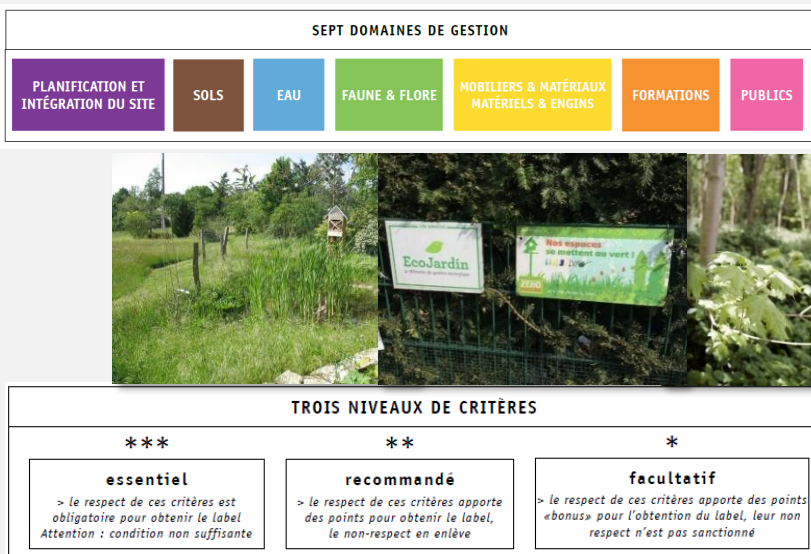 SEPT DOMAINES DE GESTION
PLANIFICATION ET
INTÉGRATION DU SITE
SOLS
EAU
FAUNE & FLORE
MOBILIERS & MATÉRIAUX
MATÉRIELS & ENGINS
FORMATIONS
PUBLICS
EcoJardin
Nos espaces
se mettent au vert !
ZÉRO
TROIS NIVEAUX DE CRITÈRES
***
essentiel
> le respect de ces critères est
obligatoire pour obtenir le label
Attention : condition non suffisante
**
recommandé
> le respect de ces critères apporte
des points pour obtenir le label,
le non-respect en enlève
*
facultatif
> le respect de ces critères apporte des points
«bonus» pour l'obtention du label, leur non
respect n'est pas sanctionné